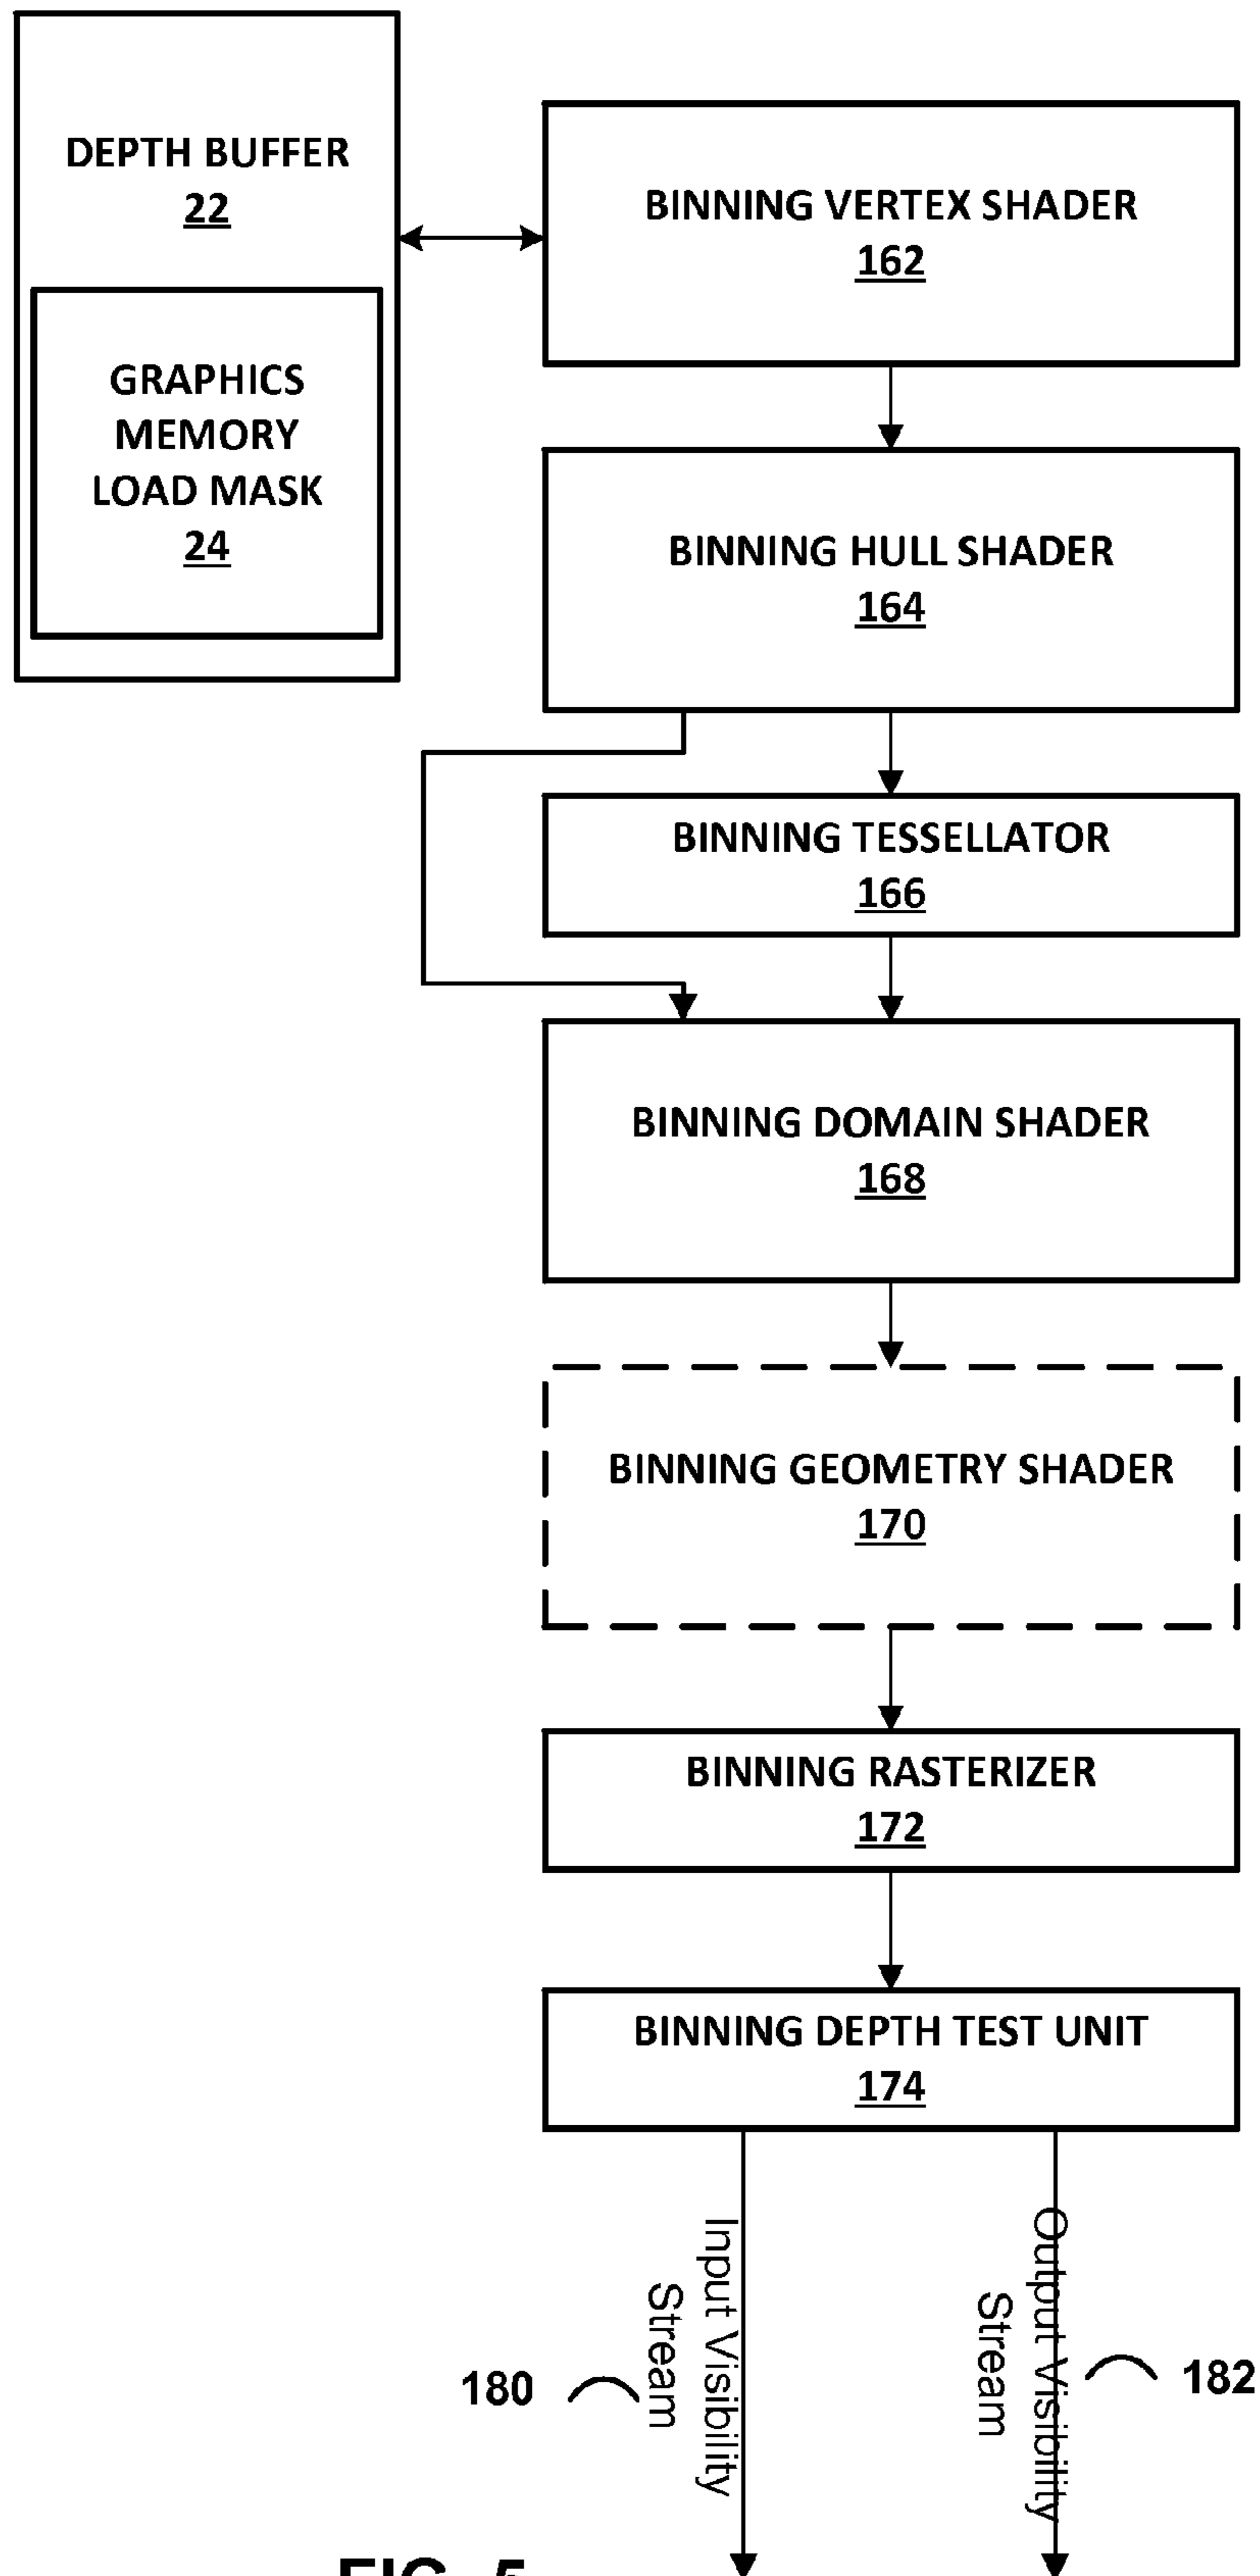 DEPTH BUFFER
22
GRAPHICS
MEMORY
LOAD MASK
24
BINNING VERTEX SHADER
162
BINNING HULL SHADER
164
BINNING TESSELLATOR
166
BINNING DOMAIN SHADER
168
BINNING GEOMETRY SHADER
170
BINNING RASTERIZER
172
BINNING DEPTH TEST UNIT
174
180
Input Visibility
Stream
Output Visibility
Stream
182
FIG. 5